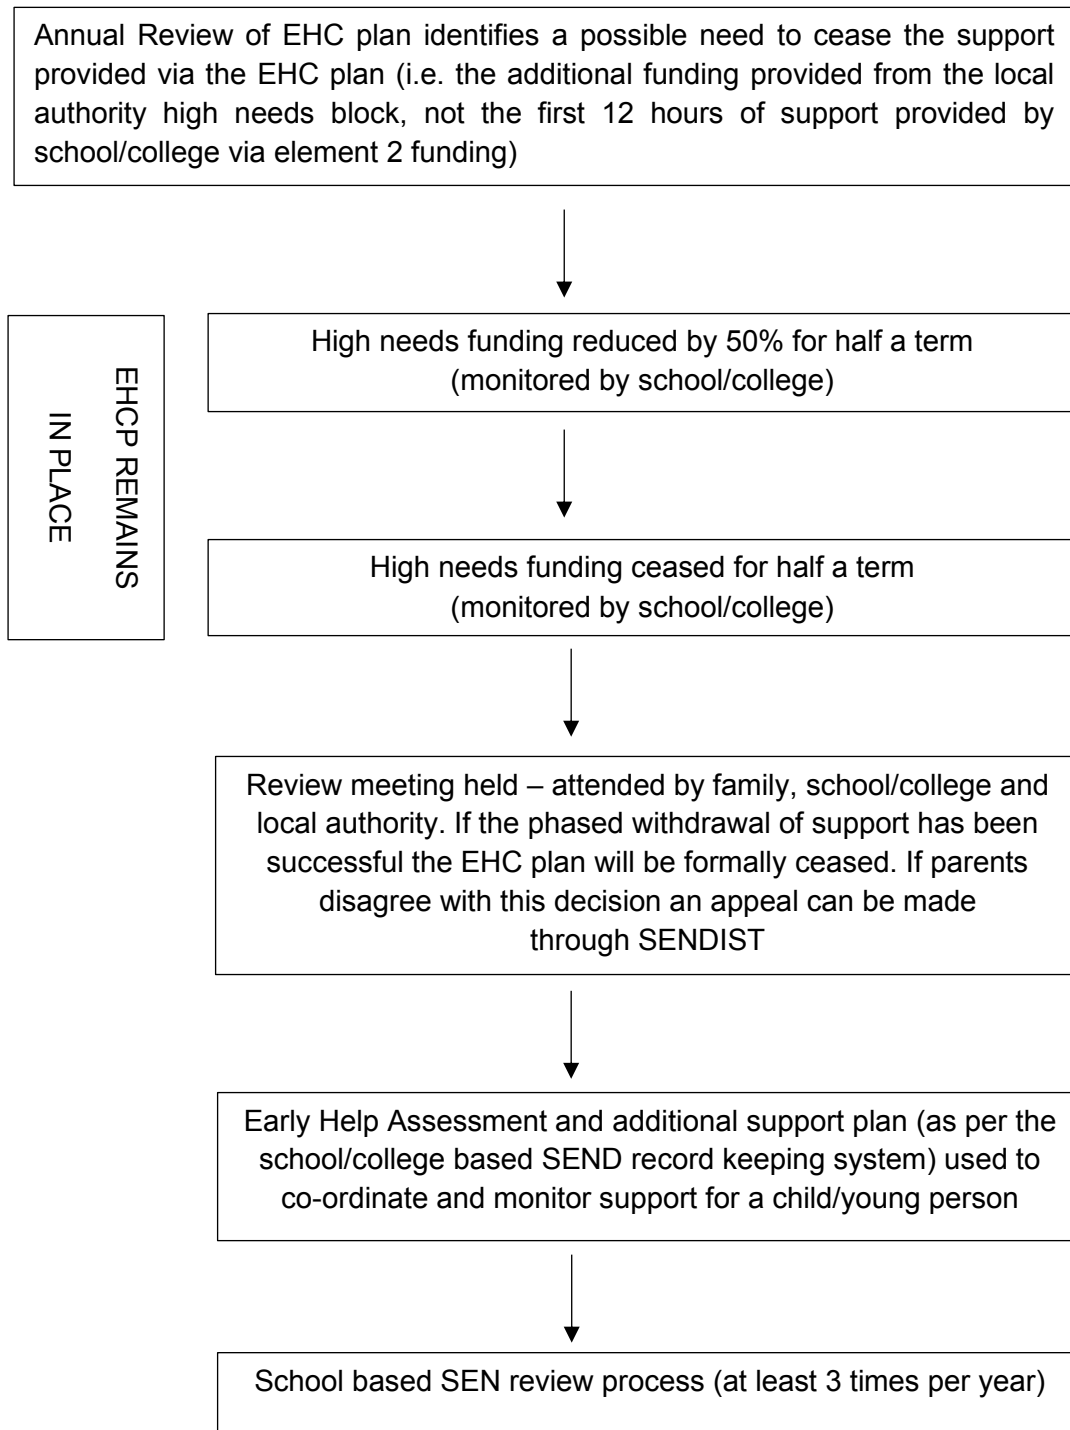 Annual Review of EHC plan identifies a possible need to cease the support
provided via the EHC plan (i.e. the additional funding provided from the local
authority high needs block, not the first 12 hours of support provided by
school/college via element 2 funding)
EHCP REMAINS
IN PLACE
High needs funding reduced by 50% for half a term
(monitored by school/college)
High needs funding ceased for half a term
(monitored by school/college)
Review meeting held – attended by family, school/college and
local authority. If the phased withdrawal of support has been
successful the EHC plan will be formally ceased. If parents
disagree with this decision an appeal can be made
through SENDIST
Early Help Assessment and additional support plan (as per the
school/college based SEND record keeping system) used to
co-ordinate and monitor support for a child/young person
School based SEN review process (at least 3 times per year)